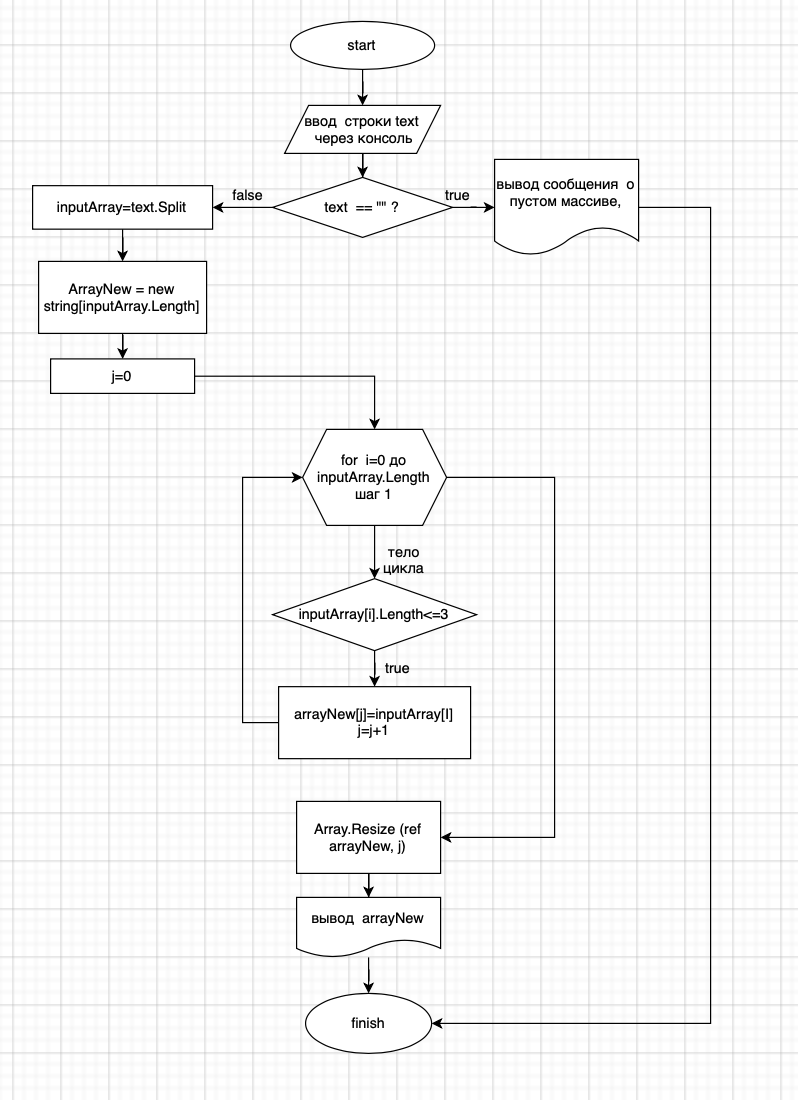 start
ввод строки text
через консоль
text == "" ?
false
true
inputArray=text.Split
вывод сообщения о
пустом массиве,
ArrayNew = new
string[inputArray.Length]
j=0
for i=0 до
inputArray.Length
шаг 1
тело
цикла
inputArray[i].Length<=3
true
arrayNew[j]=inputArray[I]
j=j+1
Array.Resize (ref
arrayNew, j)
вывод arrayNew
finish